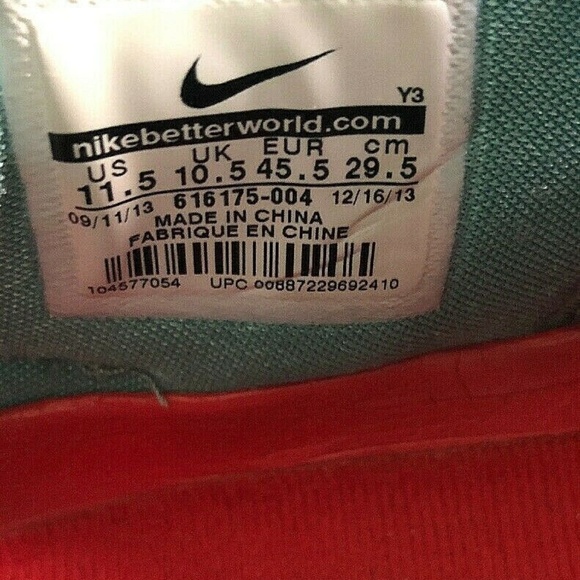 Y3
nikebetterworld.com
US UK EUR cm
11.5 10.5 45.5 29.5
09/11/13 616175-004 12/16/13
MADE IN CHINA
FABRIQUE EN CHINE
104577054 UPC 00887229692410